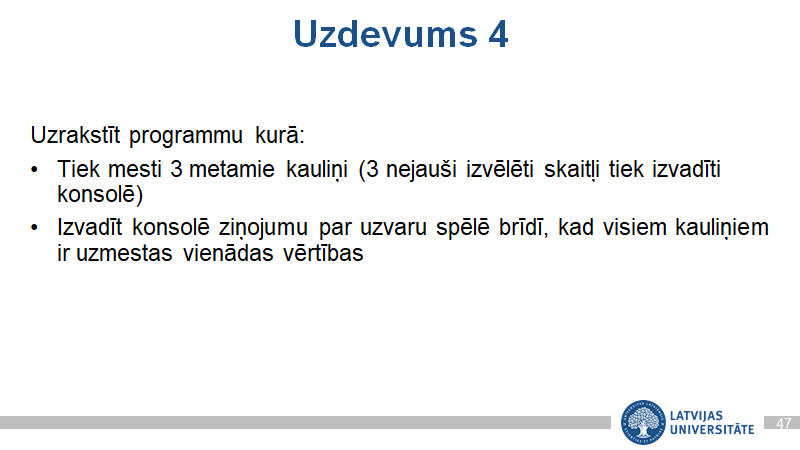 Uzdevums 4
Uzrakstīt programmu kurā:
• Tiek mesti 3 metamie kauliņi (3 nejauši izvēlēti skaitļi tiek izvadīti
konsolē)
• Izvadīt konsolē ziņojumu par uzvaru spēlē brīdī, kad visiem kauliņiem
ir uzmestas vienādas vērtības
LATVIJAS
UNIVERSITĀTE
47